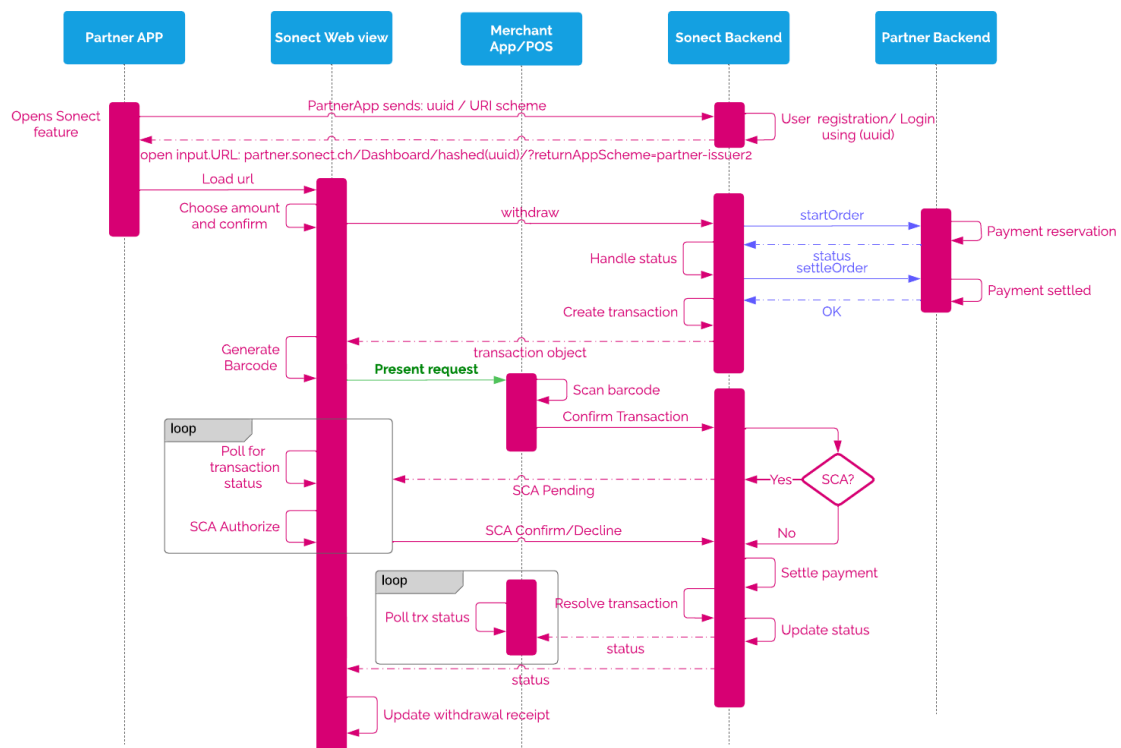 Partner APP
Sonect Web view
Merchant
App/POS
Sonect Backend
Partner Backend
Opens Sonect
feature
PartnerApp sends: uuid / URI scheme
User registration/ Login
using (uuid)
open input.URL: partner.sonect.ch/Dashboard/hashed(uuid)/?returnAppScheme=partner-issuer2
Load url
Choose amount
and confirm
withdraw
startOrder
Payment reservation
Handle status
status
settleOrder
Payment settled
Create transaction
OK
transaction object
Generate
Barcode
Present request
Scan barcode
Confirm Transaction
loop
Poll for
transaction
status
SCA?
Yes
SCA Pending
SCA Authorize
SCA Confirm/Decline
No
Settle payment
loop
Resolve transaction
Poll trx status
Update status
status
status
Update withdrawal receipt